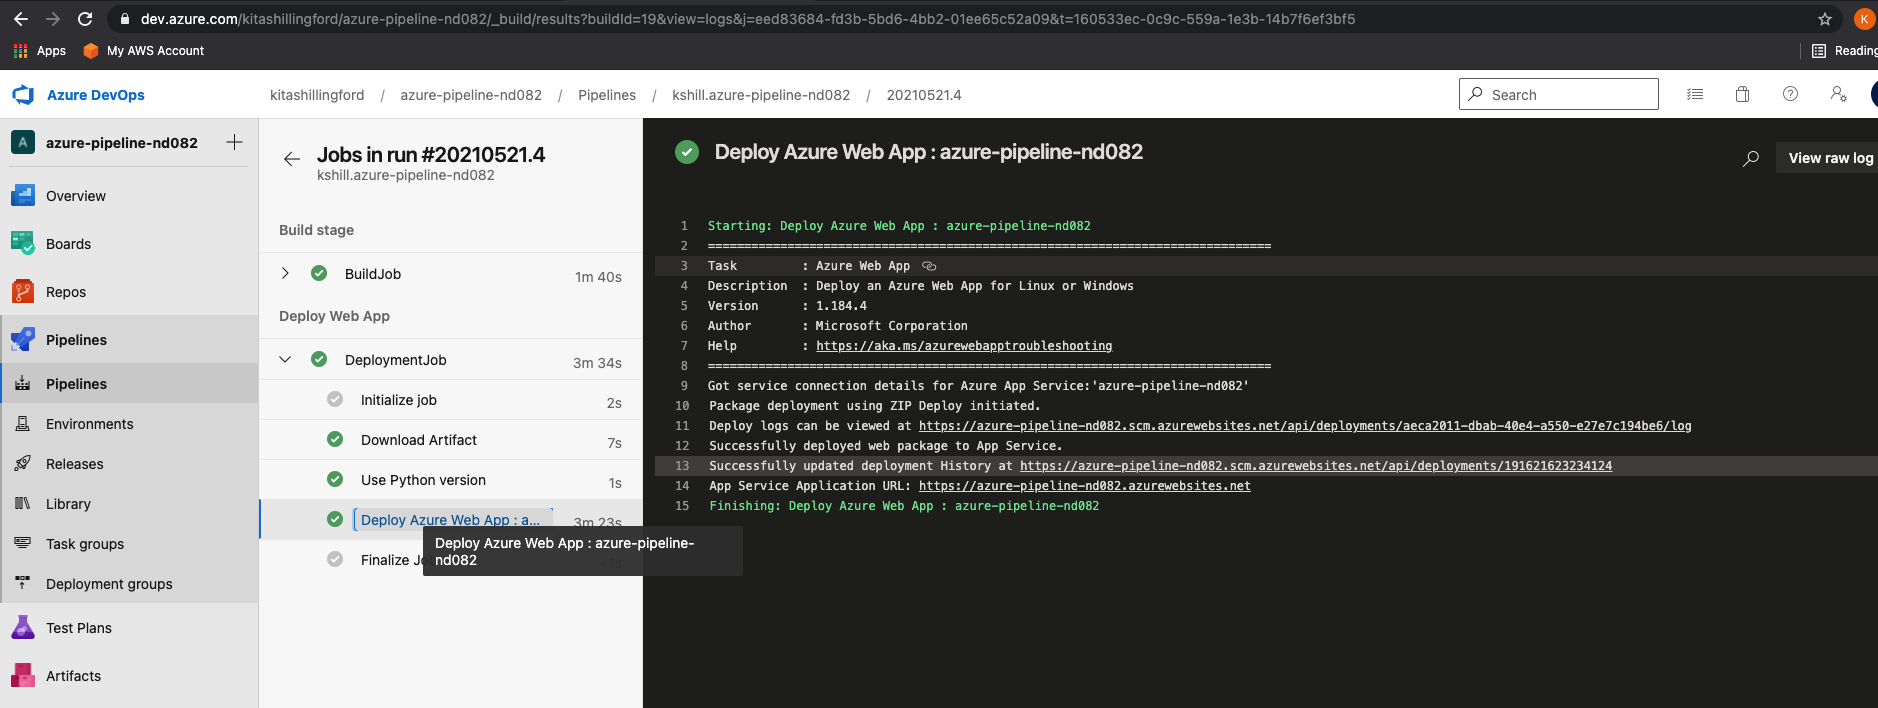 dev.azure.com/kitashillingford/azure-pipeline-nd082/_build/results?buildId=19&view=logs&j=eed83684-fd3b-5bd6-4bb2-01ee65c52a09&t=160533ec-0c9c-559a-1e3b-14b7f6ef3bf5
K
Apps
My AWS Account
Reading
Azure DevOps
kitashillingford / azure-pipeline-nd082 / Pipelines / kshill.azure-pipeline-nd082 / 20210521.4
Search
A
azure-pipeline-nd082
Overview
Boards
Repos
Pipelines
Pipelines
Environments
Releases
Library
Task groups
Deployment groups
Test Plans
Artifacts
Jobs in run #20210521.4
kshill.azure-pipeline-nd082
Build stage
BuildJob 1m 40s
Deploy Web App
DeploymentJob 3m 34s
Initialize job 2s
Download Artifact 7s
Use Python version 1s
Deploy Azure Web App : a... 3m 23s
Finalize Jo <1s
Deploy Azure Web App : azure-pipeline-
nd082
Deploy Azure Web App : azure-pipeline-nd082
View raw log
1 Starting: Deploy Azure Web App : azure-pipeline-nd082
2 ==============================================================================
3 Task : Azure Web App
4 Description : Deploy an Azure Web App for Linux or Windows
5 Version : 1.184.4
6 Author : Microsoft Corporation
7 Help : https://aka.ms/azurewebapptroubleshooting
8 ==============================================================================
9 Got service connection details for Azure App Service:'azure-pipeline-nd082'
10 Package deployment using ZIP Deploy initiated.
11 Deploy logs can be viewed at https://azure-pipeline-nd082.scm.azurewebsites.net/api/deployments/aeca2011-dbab-40e4-a550-e27e7c194be6/log
12 Successfully deployed web package to App Service.
13 Successfully updated deployment History at https://azure-pipeline-nd082.scm.azurewebsites.net/api/deployments/191621623234124
14 App Service Application URL: https://azure-pipeline-nd082.azurewebsites.net
15 Finishing: Deploy Azure Web App : azure-pipeline-nd082